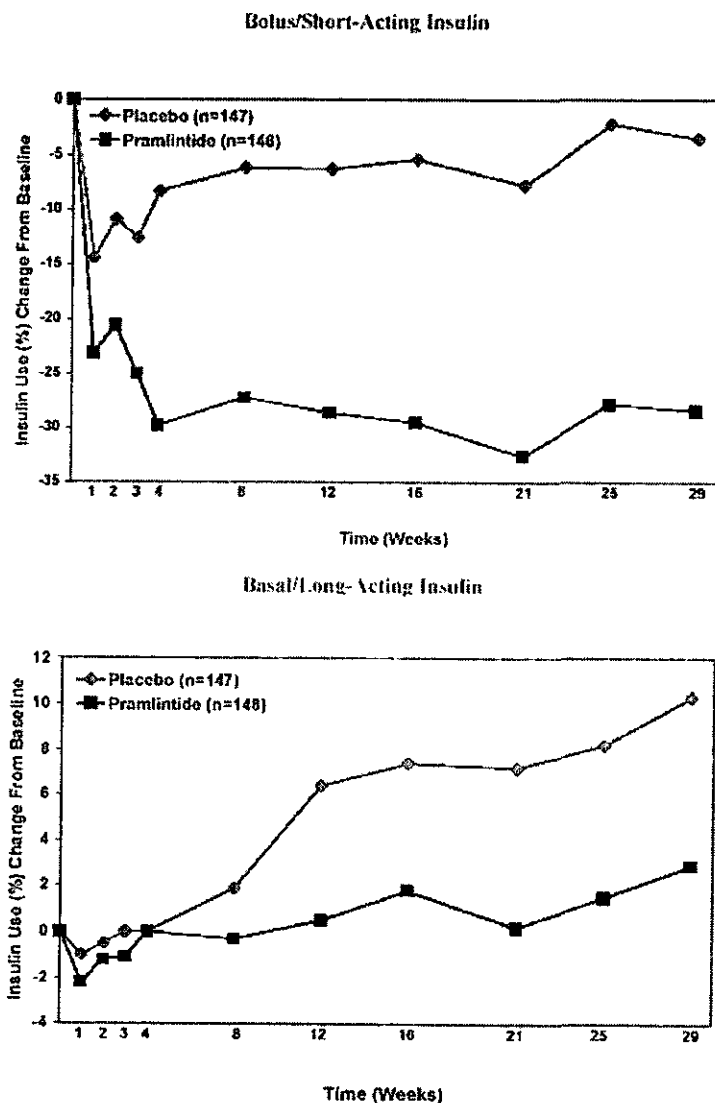 Bolus/Short-Acting Insulin
0
-5
-10
-15
-20
-25
-30
-35
Placebo (n=147)
Pramlintide (n=148)
Insulin Use (%) Change From Baseline
1 2 3 4 8 12 16 21 25 29
Time (Weeks)
Basal/Long-Acting Insulin
12
10
8
6
4
2
0
-2
-4
Placebo (n=147)
Pramlintide (n=148)
Insulin Use (%) Change From Baseline
1 2 3 4 8 12 16 21 25 29
Time (Weeks)